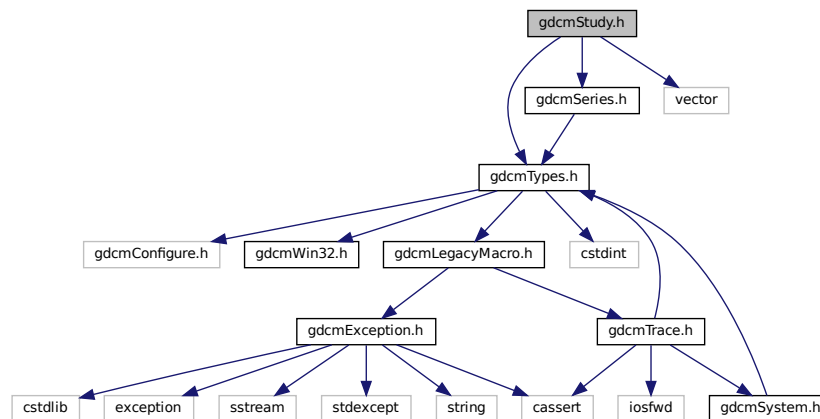 gdcmStudy.h
gdcmSeries.h
vector
gdcmTypes.h
gdcmConfigure.h
gdcmWin32.h
gdcmLegacyMacro.h
cstdint
gdcmException.h
gdcmTrace.h
cstdlib
exception
sstream
stdexcept
string
cassert
iosfwd
gdcmSystem.h